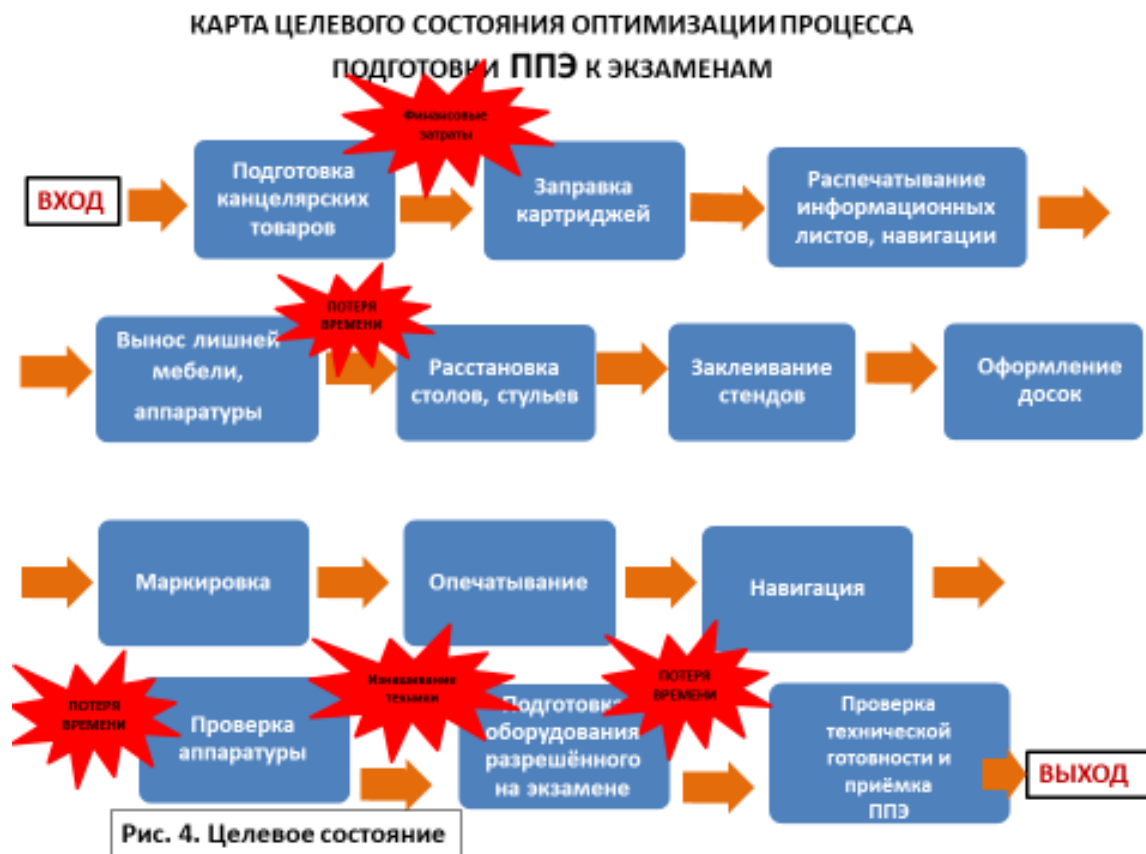 КАРТА ЦЕЛЕВОГО СОСТОЯНИЯ ОПТИМИЗАЦИИ ПРОЦЕССА
ПОДГОТОВКИ ППЭ К ЭКЗАМЕНАМ
Финансовые
затраты
ВХОД
Подготовка
канцелярских
товаров
Заправка
картриджей
Распечатывание
информационных
листов, навигации
ПОТЕРЯ
ВРЕМЕНИ
Вынос лишней
мебели,
аппаратуры
Расстановка
столов, стульев
Заклеивание
стендов
Оформление
досок
Маркировка
Опечатывание
Навигация
ПОТЕРЯ
ВРЕМЕНИ
Проверка
аппаратуры
Изнашивание
техники
Подготовка
оборудования
разрешённого
на экзамене
ПОТЕРЯ
ВРЕМЕНИ
Проверка
технической
готовности и
приёмка
ППЭ
ВЫХОД
Рис. 4. Целевое состояние